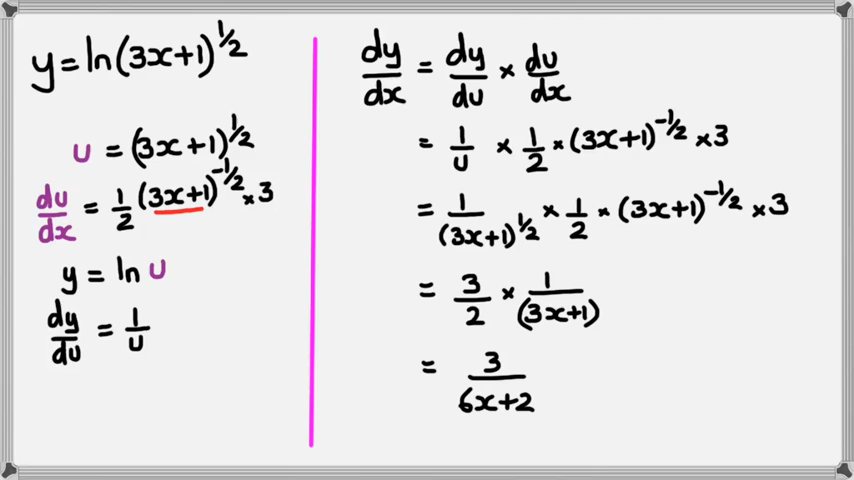 y = ln(3x+1)^1/2
u = (3x+1)^1/2
du/dx = 1/2 (3x+1)^-1/2 × 3
y = ln u
dy/du = 1/u
dy/dx = dy/du × du/dx
= 1/u × 1/2 × (3x+1)^-1/2 × 3
= 1/(3x+1)^1/2 × 1/2 × (3x+1)^-1/2 × 3
= 3/2 × 1/(3x+1)
= 3/6x+2